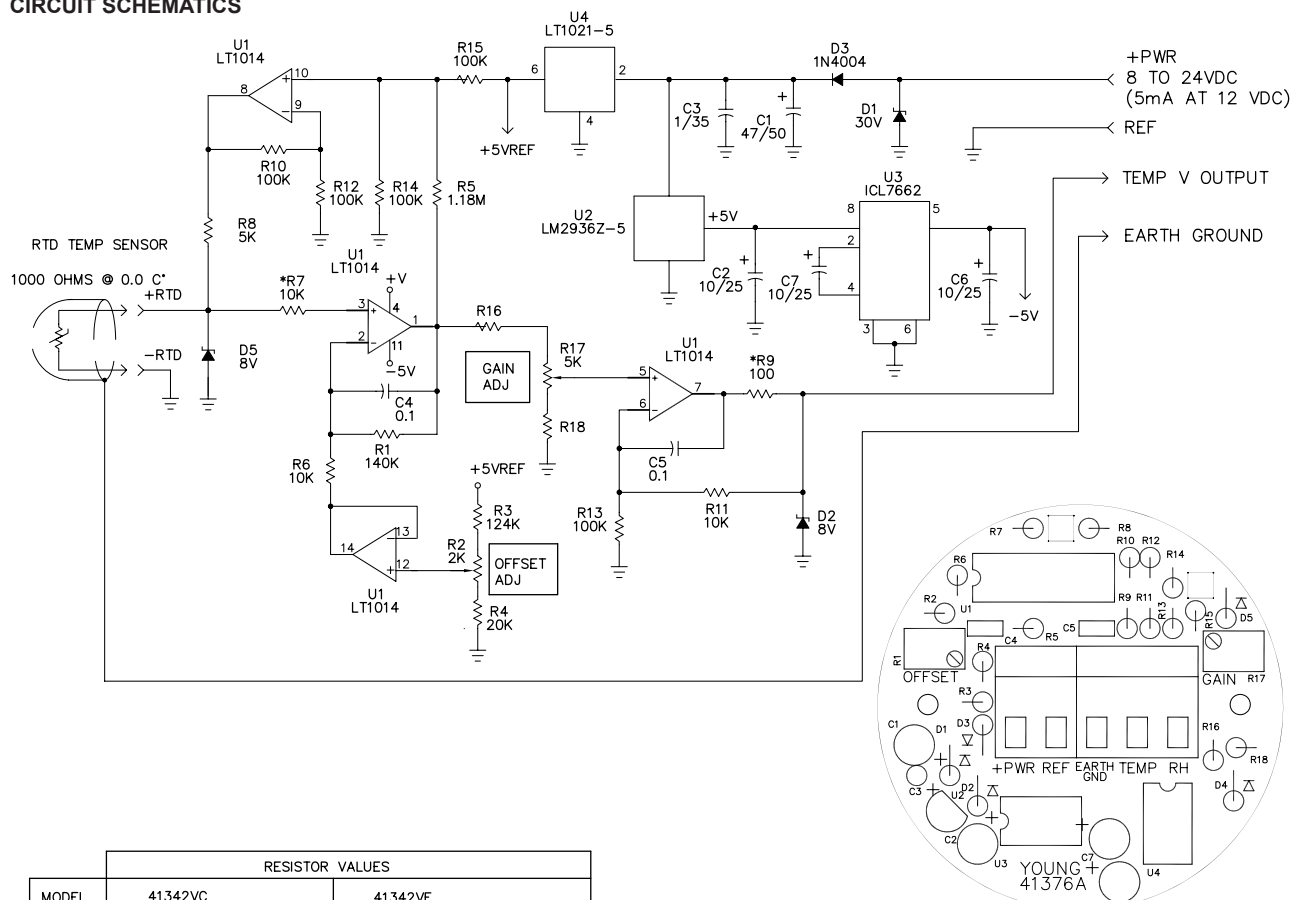 CIRCUIT SCHEMATICS
U1
LT1014
10
9
8
R15
100K
U4
LT1021-5
6
2
4
+5VREF
D3
1N4004
+PWR
8 TO 24VDC
(5mA AT 12 VDC)
REF
TEMP V OUTPUT
EARTH GROUND
C3
1/35
+
C1
47/50
D1
30V
R10
100K
R12
100K
R14
100K
R5
1.18M
U2
LM2936Z-5
+5V
U3
ICL7662
8
5
2
4
3
6
+
C2
10/25
+
C7
10/25
+
C6
10/25
-5V
R8
5K
RTD TEMP SENSOR
1000 OHMS @ 0.0 C°
+RTD
-RTD
D5
8V
*R7
10K
U1
LT1014
+V
3
+
4
1
2
-
11
-5V
C4
0.1
R1
140K
R6
10K
R16
GAIN
ADJ
R17
5K
R18
U1
LT1014
5
+
7
6
-
*R9
100
C5
0.1
R11
10K
R13
100K
D2
8V
+5VREF
R3
124K
R2
2K
OFFSET
ADJ
R4
20K
13
14
12
U1
LT1014
R7
R8
R10
R12
R14
R6
R2
U1
R9
R11
R13
R15
D5
C4
R5
C5
R1
OFFSET
R4
GAIN
R17
R3
D3
C1
D1
R16
R18
+PWR
REF
EARTH
GND
TEMP
RH
C3
U2
D2
D4
C2
U3
C7
U4
YOUNG
41376A
RESISTOR VALUES
MODEL
41342VC
41342VF